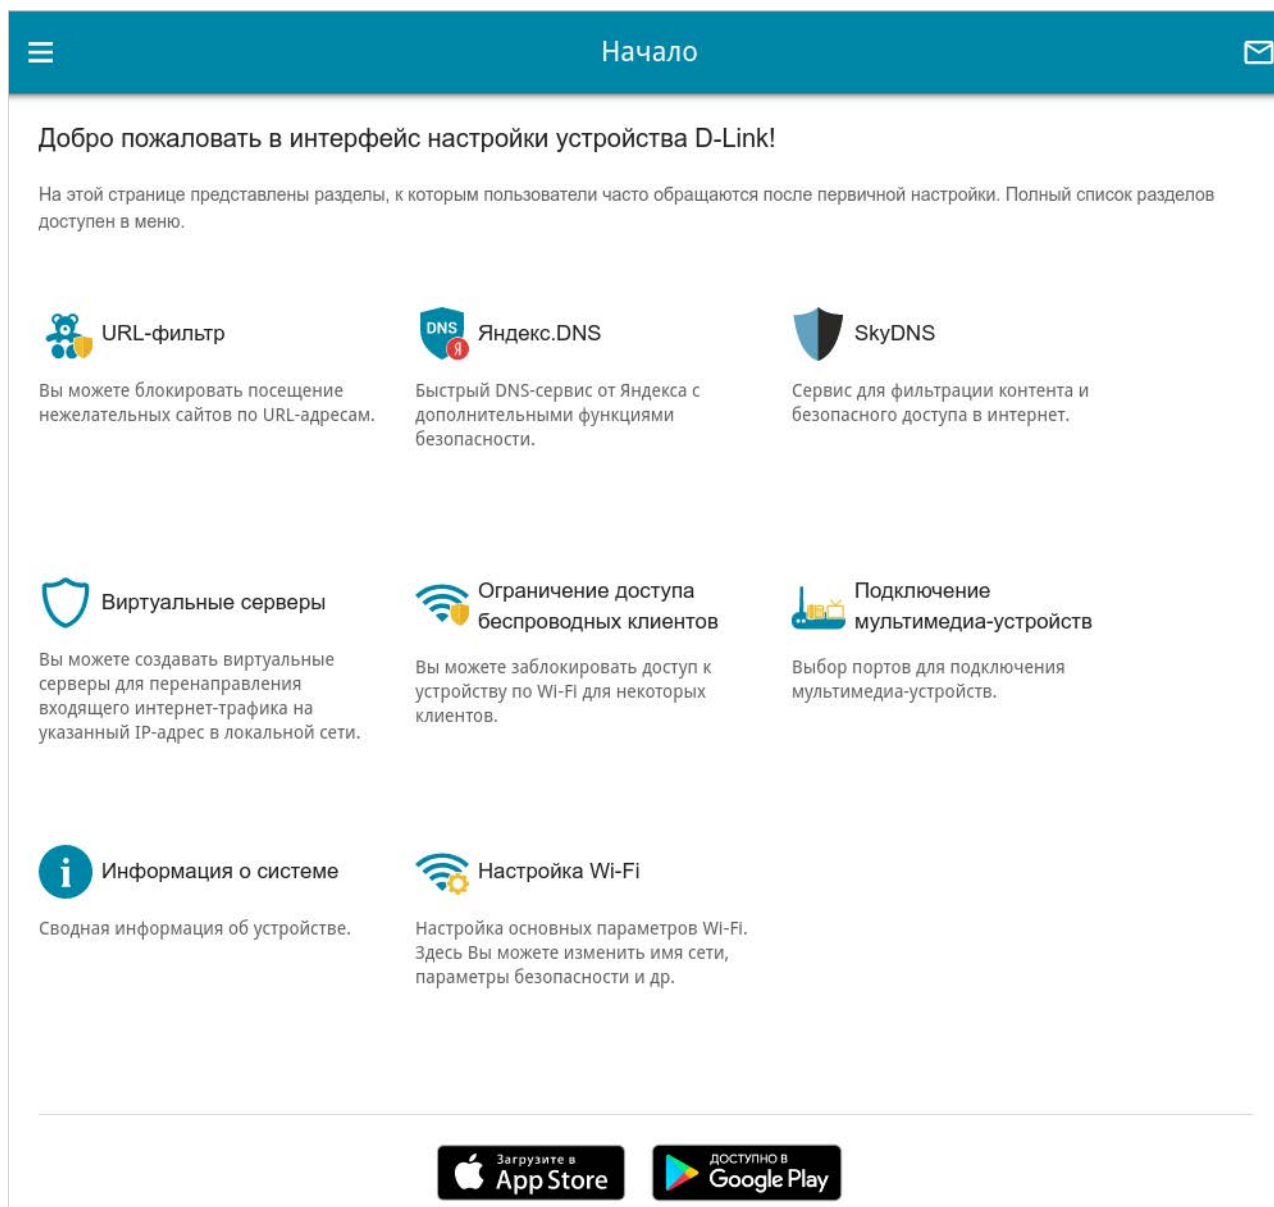 Начало
Добро пожаловать в интерфейс настройки устройства D-Link!
На этой странице представлены разделы, к которым пользователи часто обращаются после первичной настройки. Полный список разделов
доступен в меню.
URL-фильтр
Вы можете блокировать посещение
нежелательных сайтов по URL-адресам.
DNS
Я
Яндекс.DNS
Быстрый DNS-сервис от Яндекса с
дополнительными функциями
безопасности.
SkyDNS
Сервис для фильтрации контента и
безопасного доступа в интернет.
Виртуальные серверы
Вы можете создавать виртуальные
серверы для перенаправления
входящего интернет-трафика на
указанный IP-адрес в локальной сети.
Ограничение доступа
беспроводных клиентов
Вы можете заблокировать доступ к
устройству по Wi-Fi для некоторых
клиентов.
Подключение
мультимедиа-устройств
Выбор портов для подключения
мультимедиа-устройств.
i
Информация о системе
Сводная информация об устройстве.
Настройка Wi-Fi
Настройка основных параметров Wi-Fi.
Здесь Вы можете изменить имя сети,
параметры безопасности и др.
Загрузите в
App Store
ДОСТУПНО В
Google Play